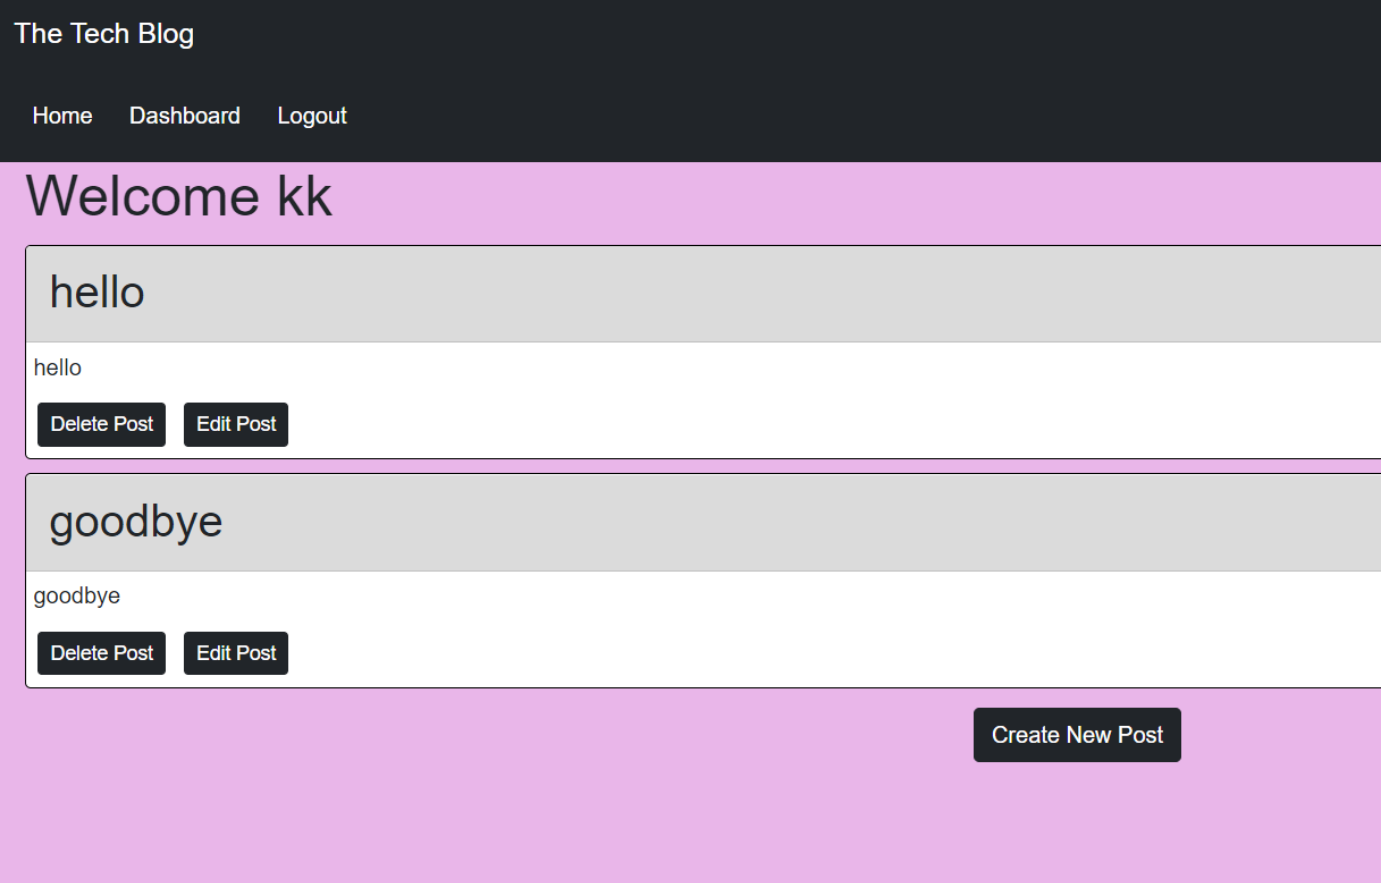 The Tech Blog
Home Dashboard Logout
Welcome kk
hello
hello
Delete Post Edit Post
goodbye
goodbye
Delete Post Edit Post
Create New Post